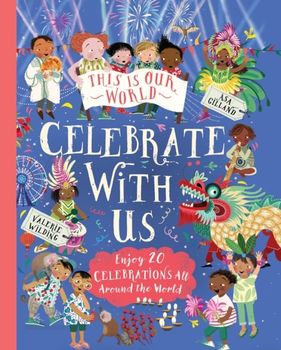 THIS IS OUR
WORLD
ÅSA
GILLAND
CELEBRATE
WITH
US
VALERIE
WILDING
Enjoy 20
CELEBRATIONS All
Around the World